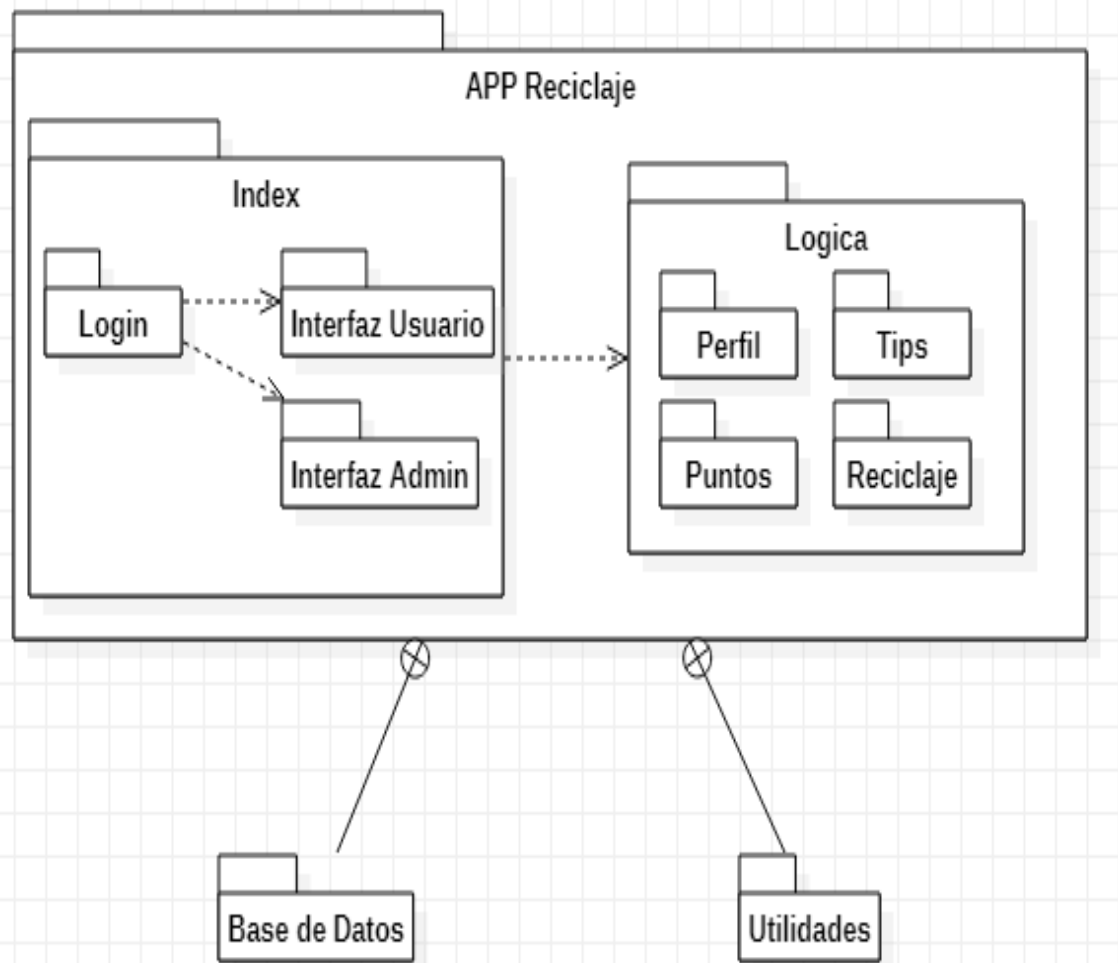 APP Reciclaje
Index
Login
Interfaz Usuario
Interfaz Admin
Logica
Perfil
Tips
Puntos
Reciclaje
Base de Datos
Utilidades